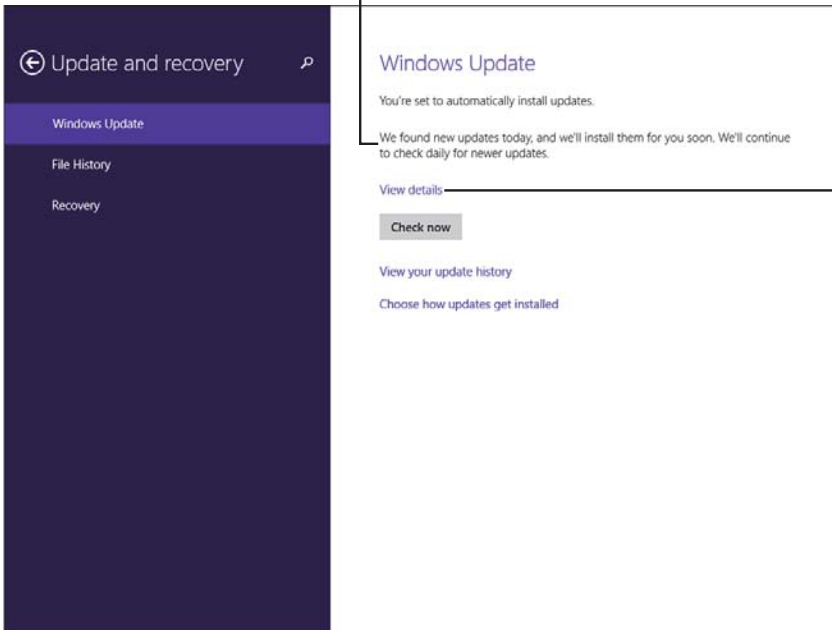 Update and recovery
Windows Update
File History
Recovery
Windows Update
You're set to automatically install updates.
We found new updates today, and we'll install them for you soon. We'll continue
to check daily for newer updates.
View details
Check now
View your update history
Choose how updates get installed